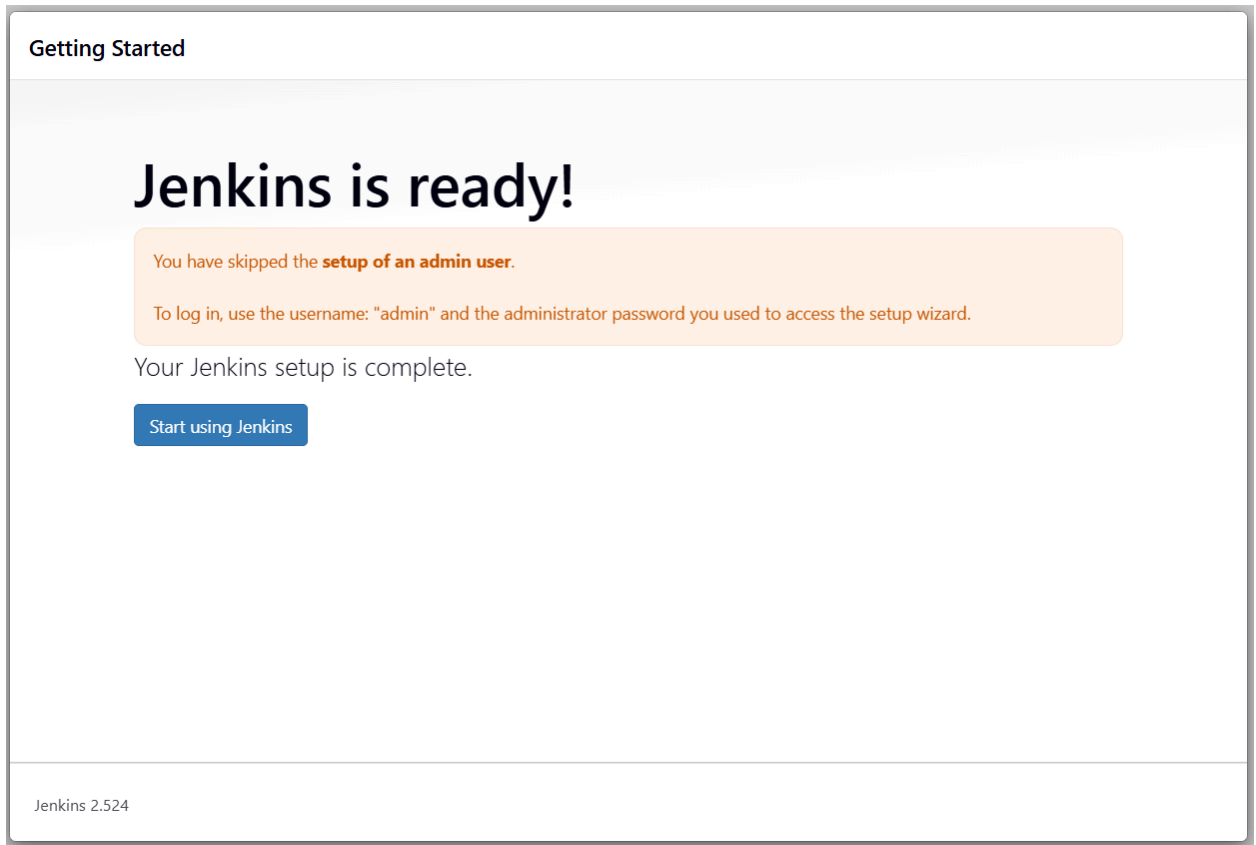 Getting Started
Jenkins is ready!
You have skipped the setup of an admin user.
To log in, use the username: "admin" and the administrator password you used to access the setup wizard.
Your Jenkins setup is complete.
Start using Jenkins
Jenkins 2.524